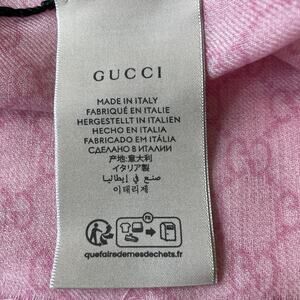 GUCCI
MADE IN ITALY
FABRIQUÉ EN ITALIE
HERGESTELLT IN ITALIEN
HECHO EN ITALIA
FABRICADO EM ITÁLIA
СДЕЛАНО В ИТАЛИИ
产地:意大利
イタリア製
صنع في إيطاليا
이태리제
FR
quefairedemesdechets.fr